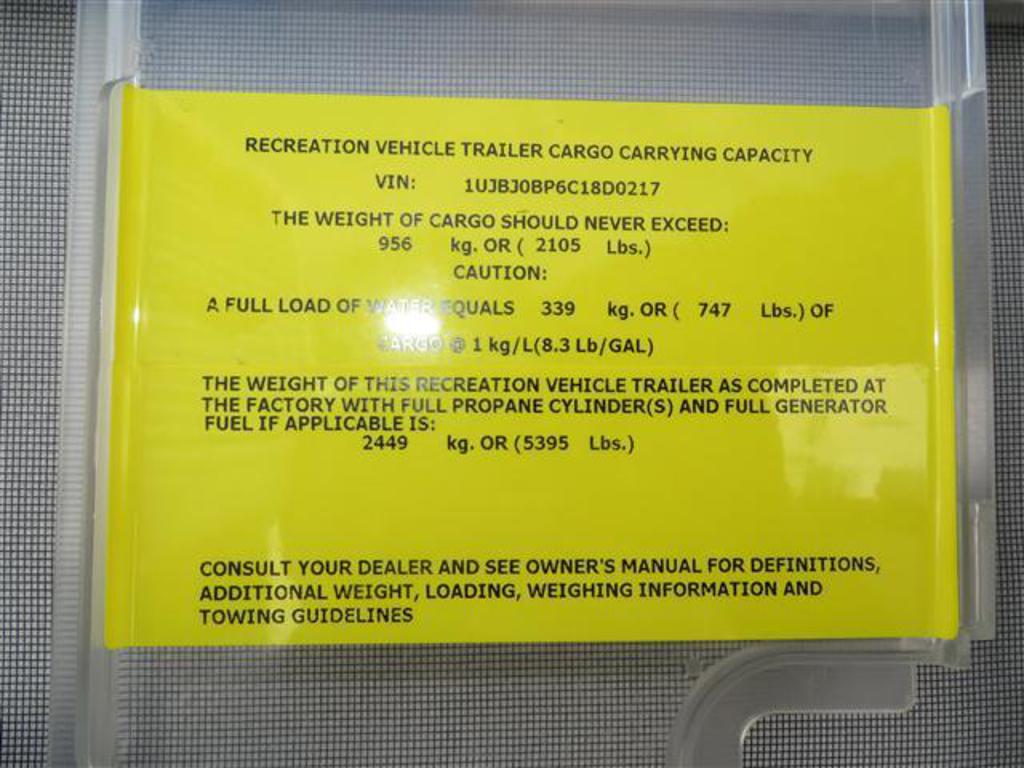 RECREATION VEHICLE TRAILER CARGO CARRYING CAPACITY
VIN: 1UJBJ0BP6C18D0217
THE WEIGHT OF CARGO SHOULD NEVER EXCEED:
956 kg. OR ( 2105 Lbs.)
CAUTION:
A FULL LOAD OF WATER EQUALS 339 kg. OR ( 747 Lbs.) OF
CARGO @ 1 kg/L(8.3 Lb/GAL)
THE WEIGHT OF THIS RECREATION VEHICLE TRAILER AS COMPLETED AT
THE FACTORY WITH FULL PROPANE CYLINDER(S) AND FULL GENERATOR
FUEL IF APPLICABLE IS:
2449 kg. OR (5395 Lbs.)
CONSULT YOUR DEALER AND SEE OWNER'S MANUAL FOR DEFINITIONS,
ADDITIONAL WEIGHT, LOADING, WEIGHING INFORMATION AND
TOWING GUIDELINES